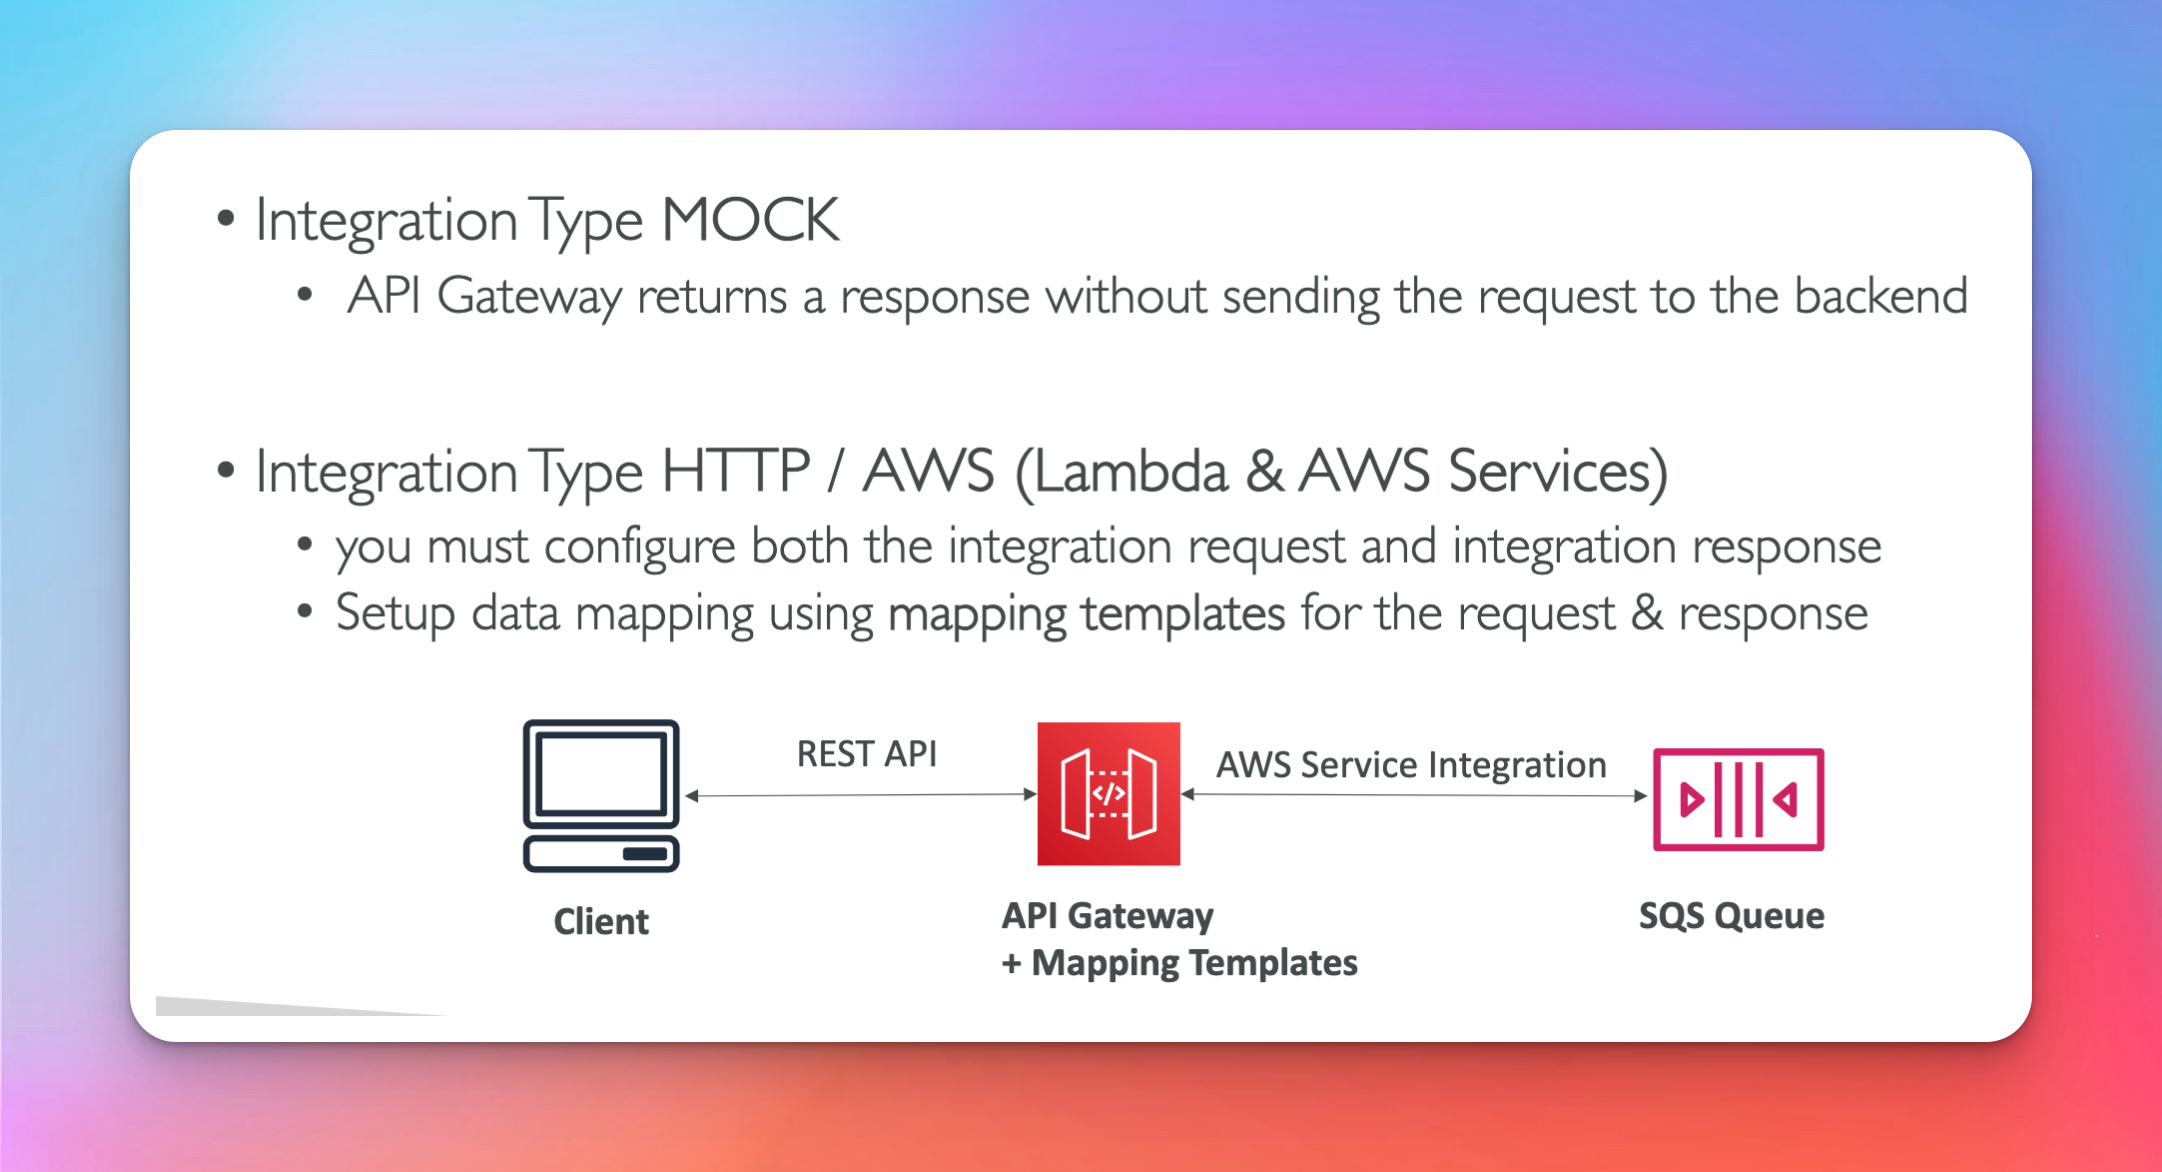 • Integration Type MOCK
• API Gateway returns a response without sending the request to the backend
• Integration Type HTTP / AWS (Lambda & AWS Services)
• you must configure both the integration request and integration response
• Setup data mapping using mapping templates for the request & response
REST API
AWS Service Integration
</>
Client
API Gateway
+ Mapping Templates
SQS Queue